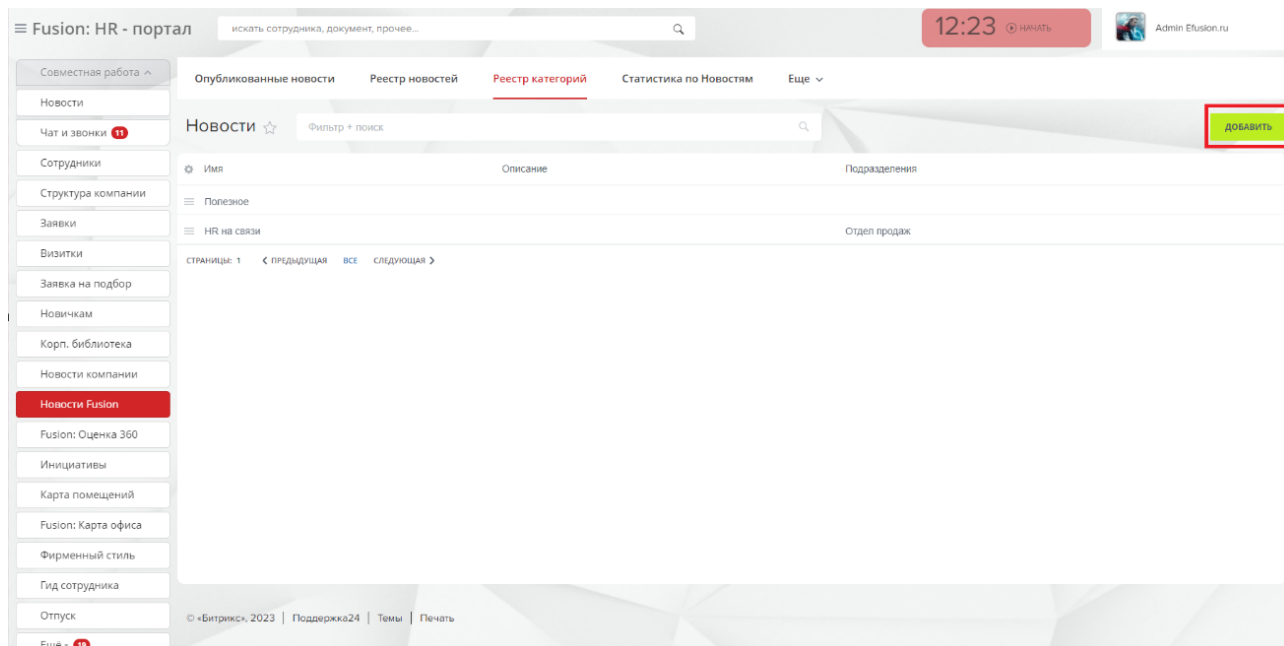 Fusion: HR - портал
искать сотрудника, документ, прочее...
12:23 НАЧАТЬ
Admin Efusion.ru
Совместная работа
Новости
Чат и звонки 11
Сотрудники
Структура компании
Заявки
Визитки
Заявка на подбор
Новичкам
Корп. библиотека
Новости компании
Новости Fusion
Fusion: Оценка 360
Инициативы
Карта помещений
Fusion: Карта офиса
Фирменный стиль
Гид сотрудника
Отпуск
Ещё - 19
Опубликованные новости Реестр новостей Реестр категорий Статистика по Новостям Еще
Новости Фильтр + поиск ДОБАВИТЬ
Имя Описание Подразделения
Полезное
HR на связи Отдел продаж
СТРАНИЦЫ: 1 ПРЕДЫДУЩАЯ ВСЕ СЛЕДУЮЩАЯ
© «Битрикс», 2023 | Поддержка24 | Темы | Печать